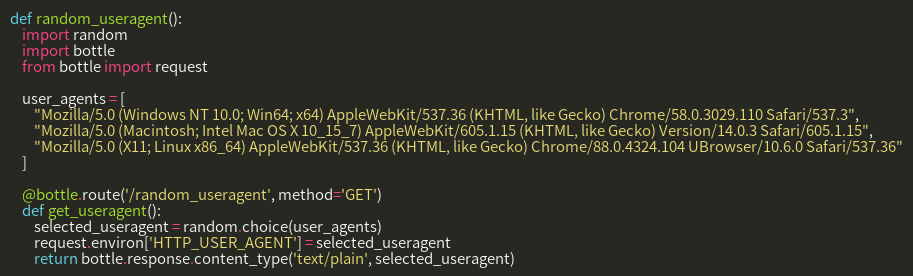 def random_useragent():
    import random
    import bottle
    from bottle import request

    user_agents = [
        "Mozilla/5.0 (Windows NT 10.0; Win64; x64) AppleWebKit/537.36 (KHTML, like Gecko) Chrome/58.0.3029.110 Safari/537.3",
        "Mozilla/5.0 (Macintosh; Intel Mac OS X 10_15_7) AppleWebKit/605.1.15 (KHTML, like Gecko) Version/14.0.3 Safari/605.1.15",
        "Mozilla/5.0 (X11; Linux x86_64) AppleWebKit/537.36 (KHTML, like Gecko) Chrome/88.0.4324.104 UBrowser/10.6.0 Safari/537.36"
    ]

    @bottle.route('/random_useragent', method='GET')
    def get_useragent():
        selected_useragent = random.choice(user_agents)
        request.environ['HTTP_USER_AGENT'] = selected_useragent
        return bottle.response.content_type('text/plain', selected_useragent)